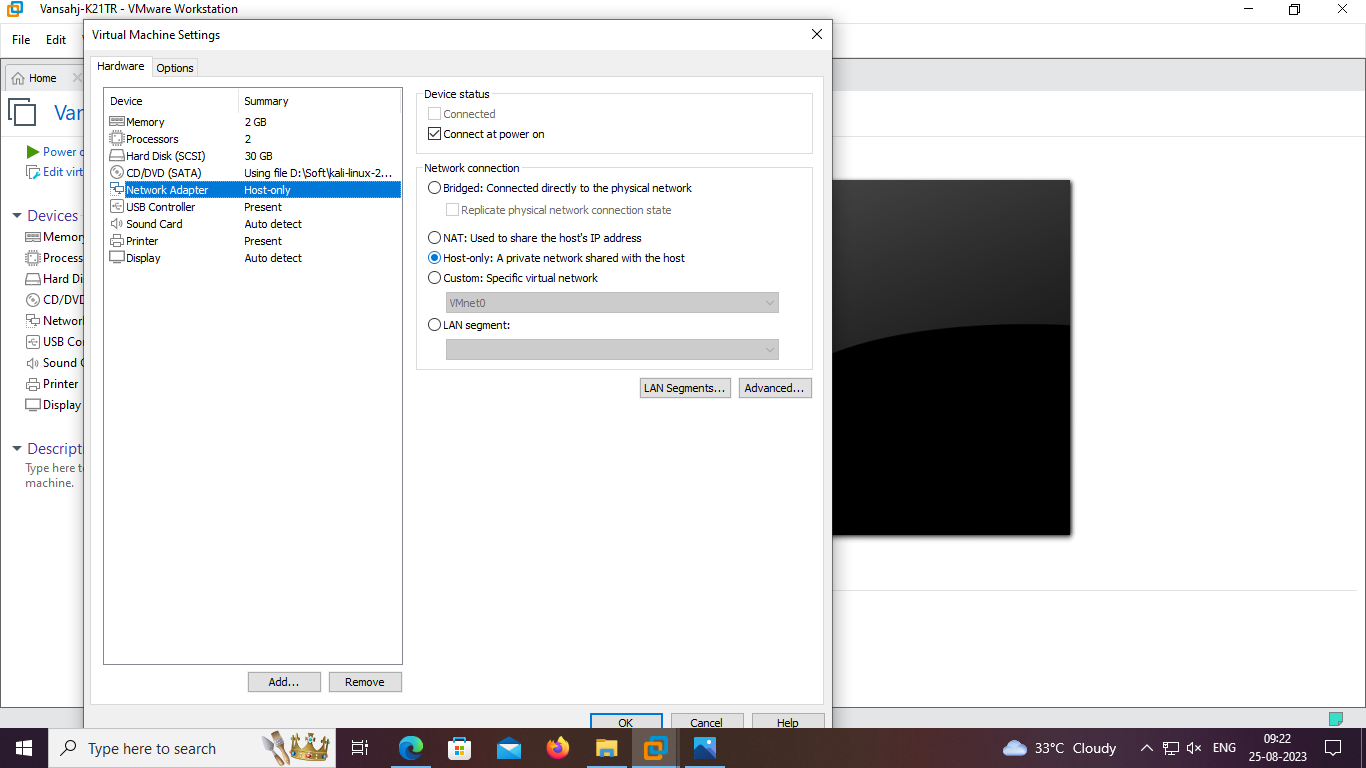 Vansahj-K21TR - VMware Workstation
File Edit
Virtual Machine Settings
Hardware Options
Home
Device Summary
Memory 2 GB
Processors 2
Hard Disk (SCSI) 30 GB
CD/DVD (SATA) Using file D:\Soft\kali-linux-2...
Network Adapter Host-only
USB Controller Present
Sound Card Auto detect
Printer Present
Display Auto detect
Add... Remove
Device status
Connected
Connect at power on
Network connection
Bridged: Connected directly to the physical network
Replicate physical network connection state
NAT: Used to share the host's IP address
Host-only: A private network shared with the host
Custom: Specific virtual network
VMnet0
LAN segment:
LAN Segments... Advanced...
OK Cancel Help
Van
Power o
Edit virt
Devices
Memor
Process
Hard Di
CD/DVD
Networ
USB Co
Sound C
Printer
Display
Descript
Type here t
machine.
Type here to search
33°C Cloudy
ENG
09:22
25-08-2023